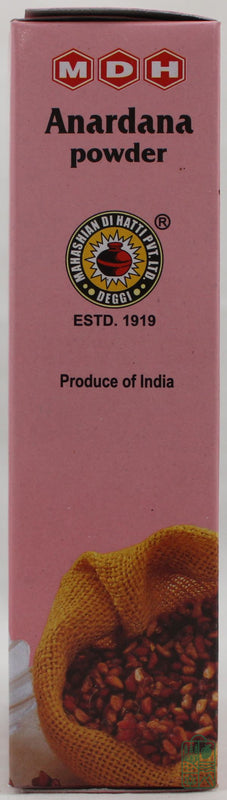 MDH
Anardana
powder
MAHASHIAN DI HATTI PVT. LTD.
®
• DEGGI •
ESTD. 1919
Produce of India